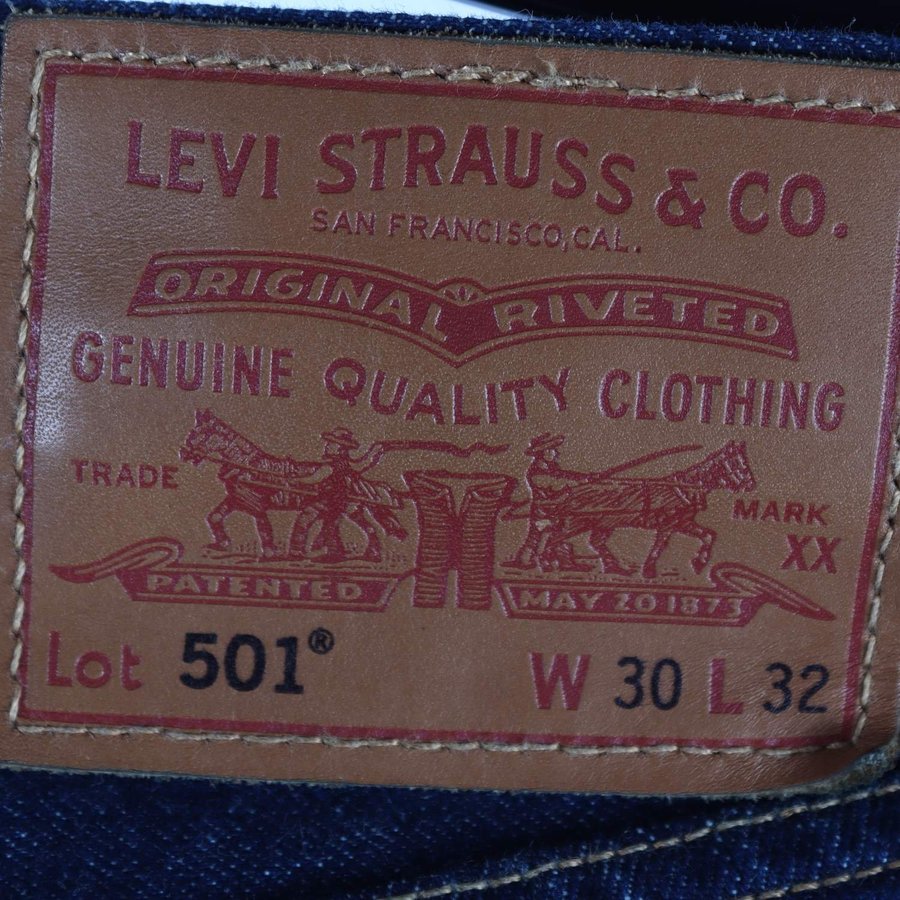 LEVI STRAUSS & CO.
SAN FRANCISCO, CAL.
ORIGINAL RIVETED
GENUINE QUALITY CLOTHING
TRADE MARK
XX
PATENTED MAY 20 1873
Lot 501® W 30 L 32